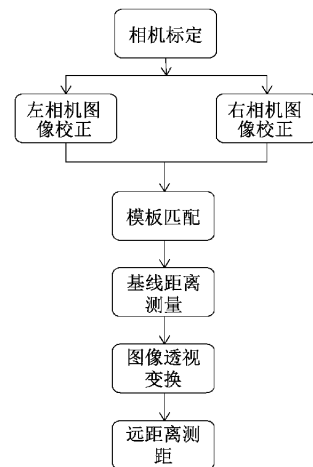 相机标定
左相机图
像校正
右相机图
像校正
模板匹配
基线距离
测量
图像透视
变换
远距离测
距